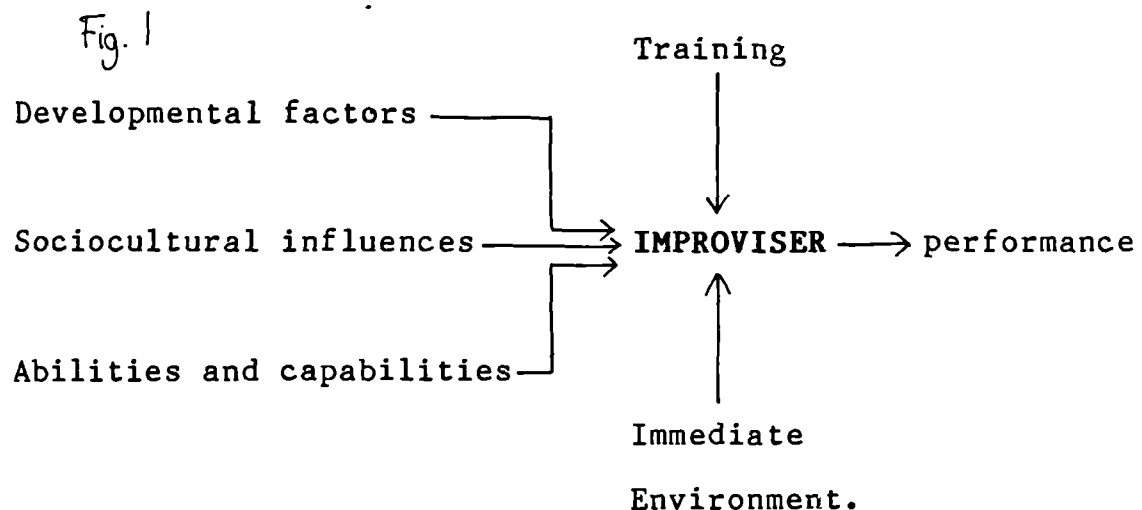 Fig. 1
Training
Developmental factors
Sociocultural influences
IMPROVISER
performance
Abilities and capabilities
Immediate
Environment.